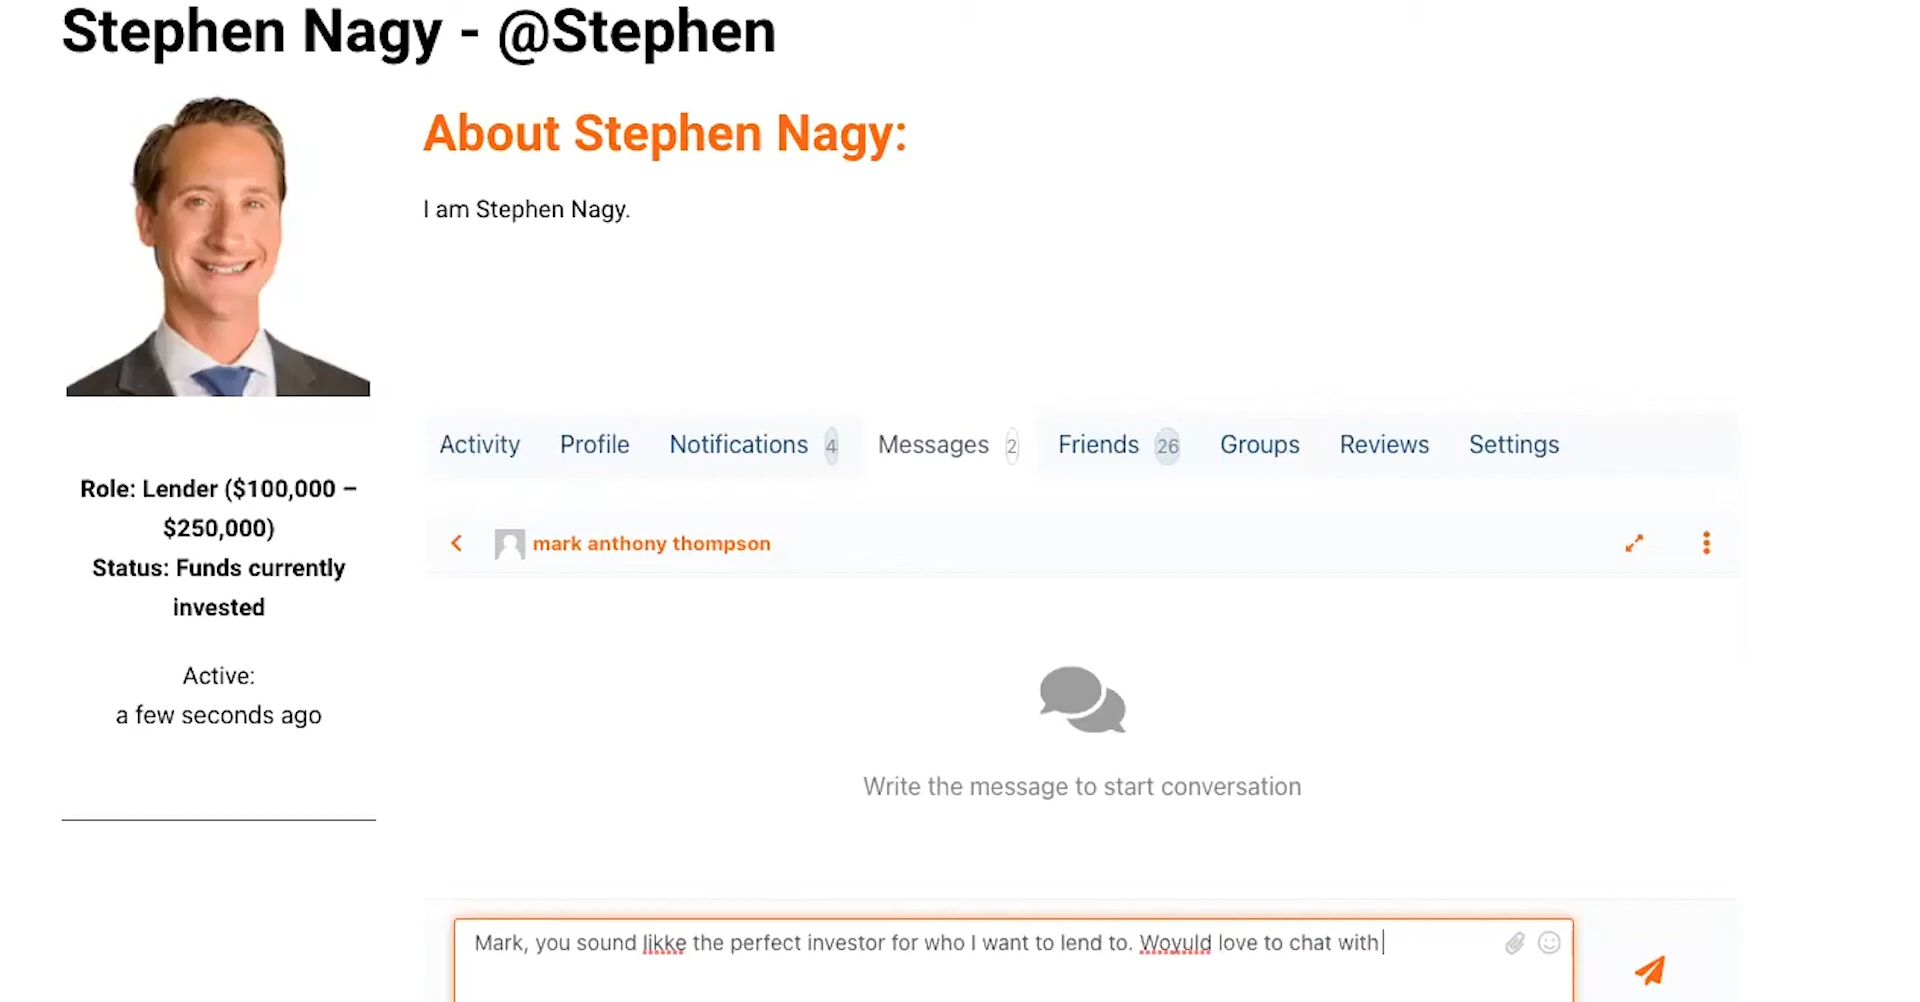 Stephen Nagy - @Stephen
About Stephen Nagy:
I am Stephen Nagy.
Activity Profile Notifications 4 Messages 2 Friends 26 Groups Reviews Settings
Role: Lender ($100,000 –
$250,000)
Status: Funds currently
invested
Active:
a few seconds ago
mark anthony thompson
Write the message to start conversation
Mark, you sound likke the perfect investor for who I want to lend to. Woyuld love to chat with